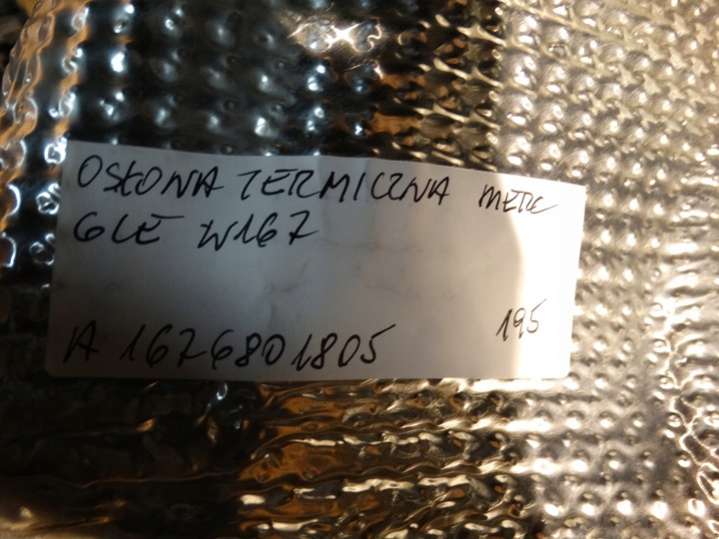 OSŁONA TERMICZNA MERC
GLE W167
A 1676801805 195